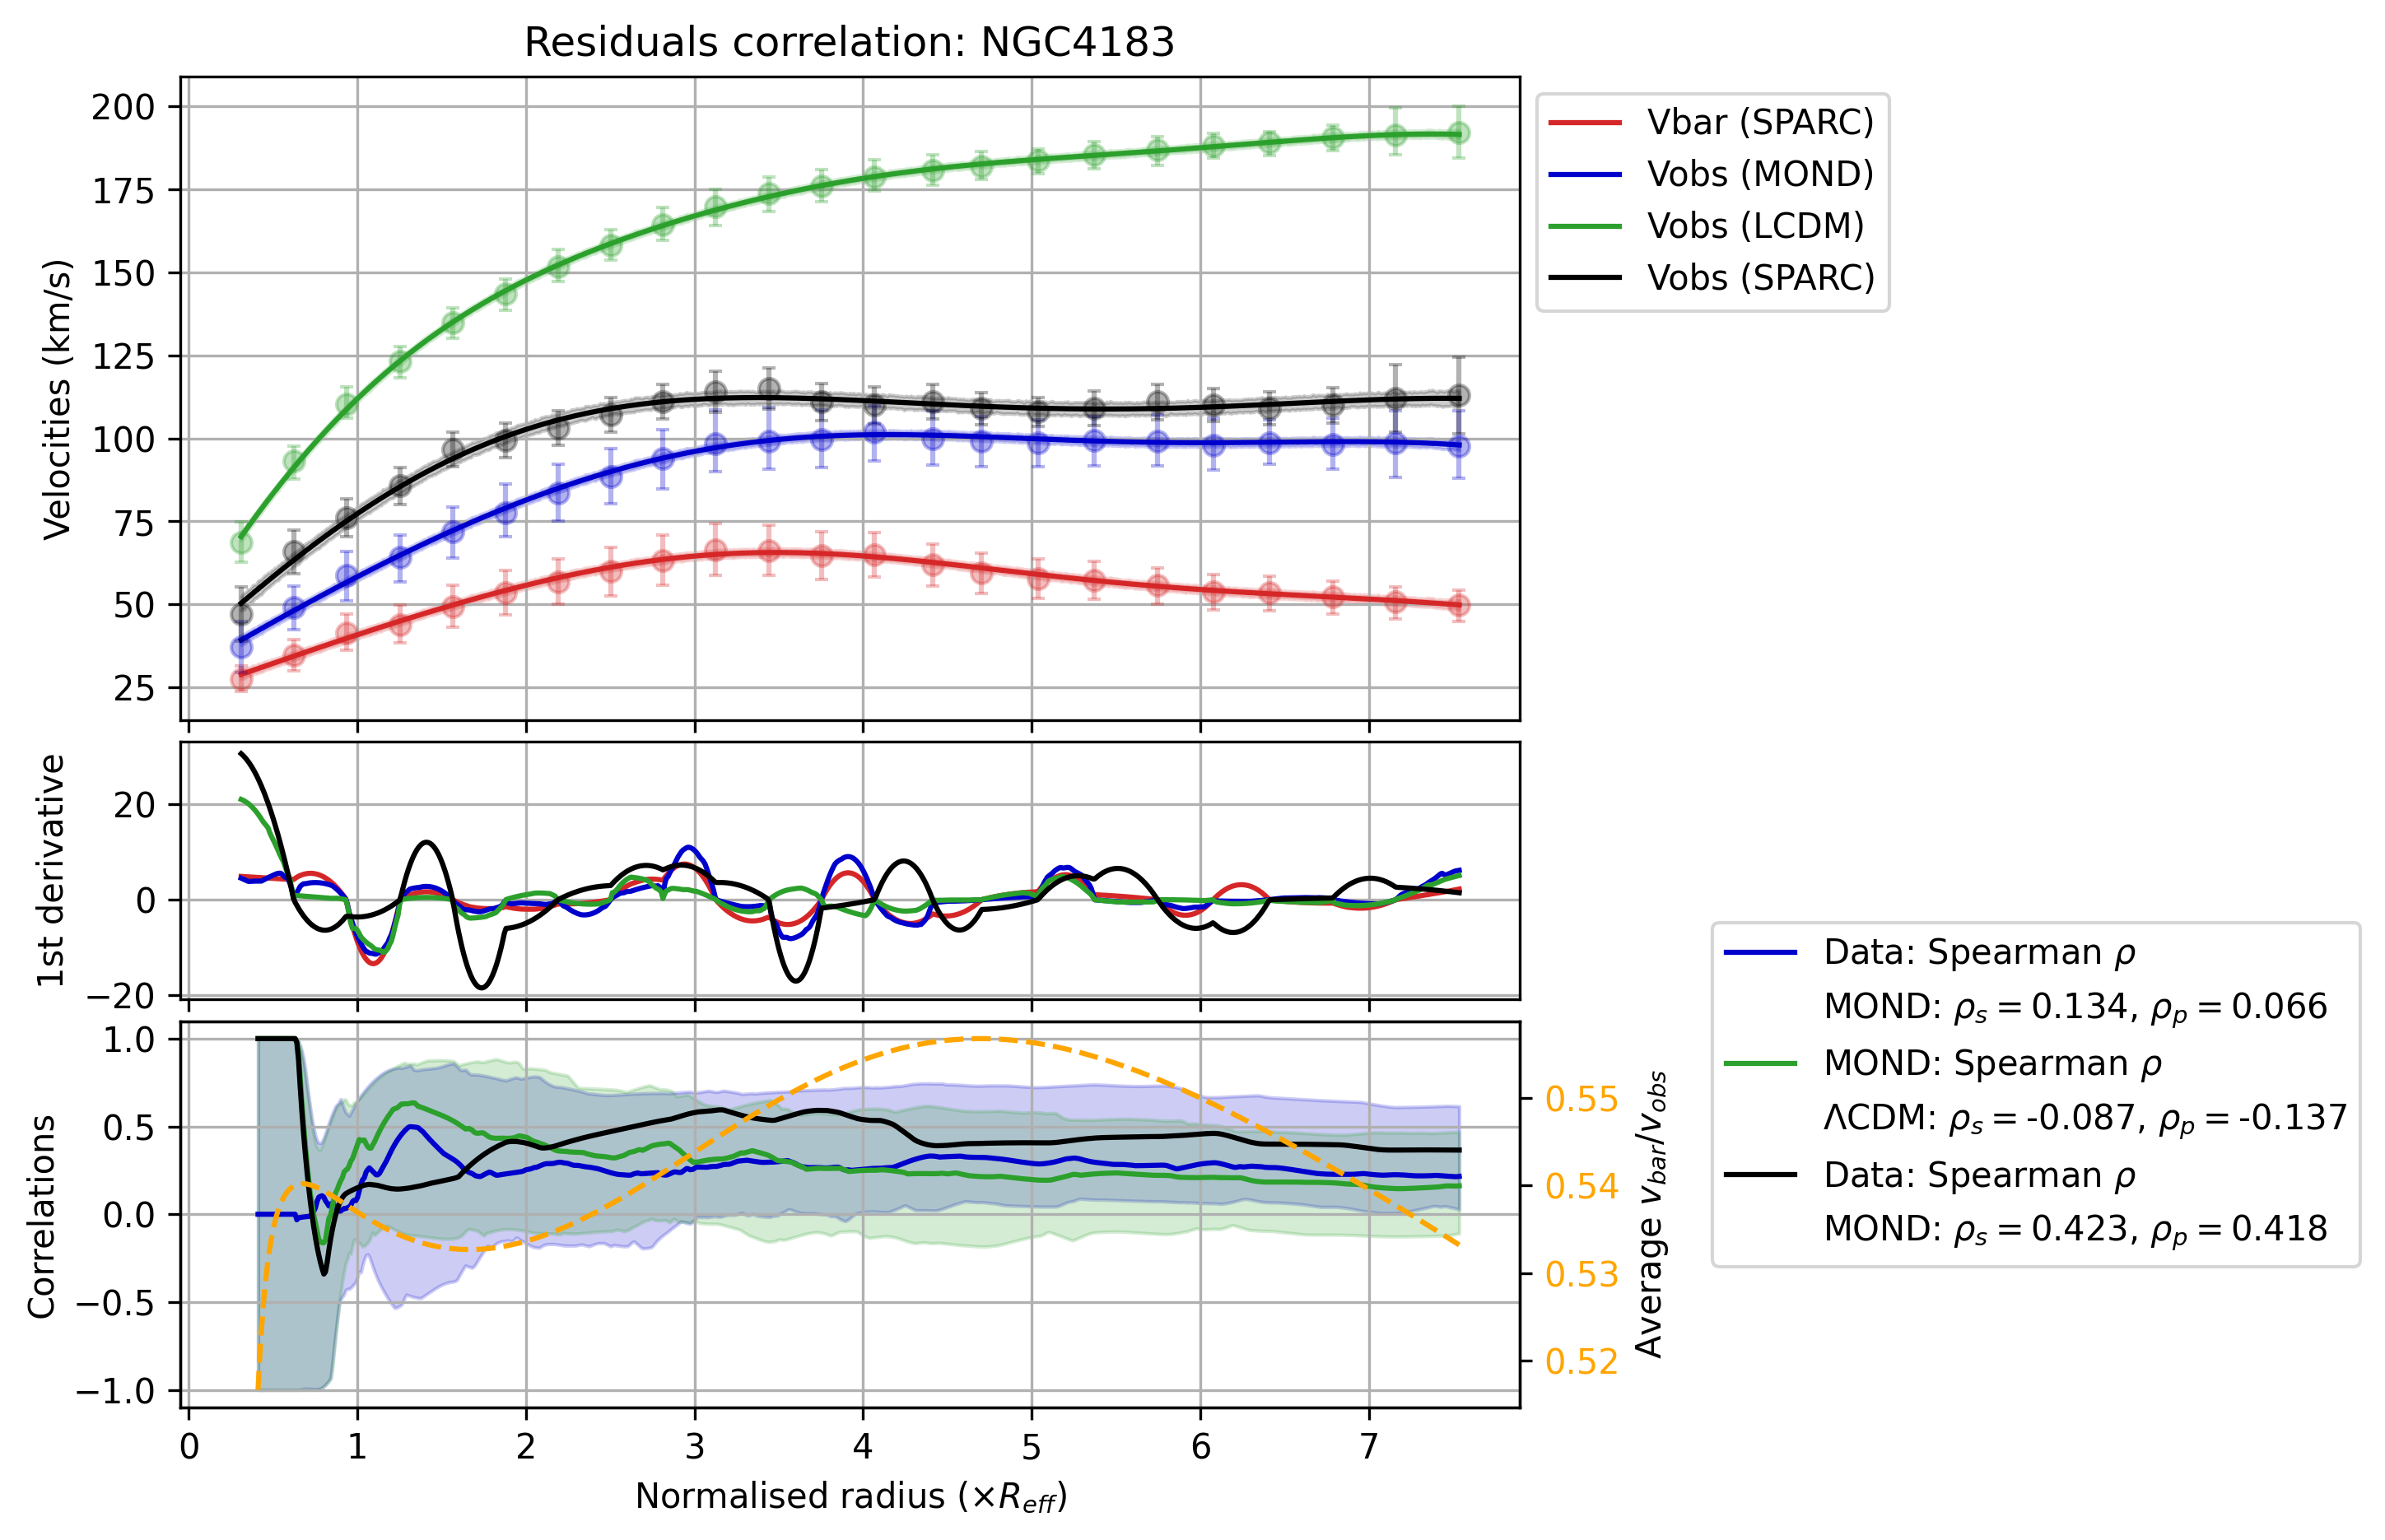 Residuals correlation: NGC4183
Velocities (km/s)
200
175
150
125
100
75
50
25
Vbar (SPARC)
Vobs (MOND)
Vobs (LCDM)
Vobs (SPARC)
1st derivative
20
0
−20
Correlations
1.0
0.5
0.0
−0.5
−1.0
0.55
0.54
0.53
0.52
Average v_bar/v_obs
0 1 2 3 4 5 6 7
Normalised radius (×R_eff)
Data: Spearman ρ
MOND: ρ_s = 0.134, ρ_p = 0.066
MOND: Spearman ρ
ΛCDM: ρ_s = -0.087, ρ_p = -0.137
Data: Spearman ρ
MOND: ρ_s = 0.423, ρ_p = 0.418